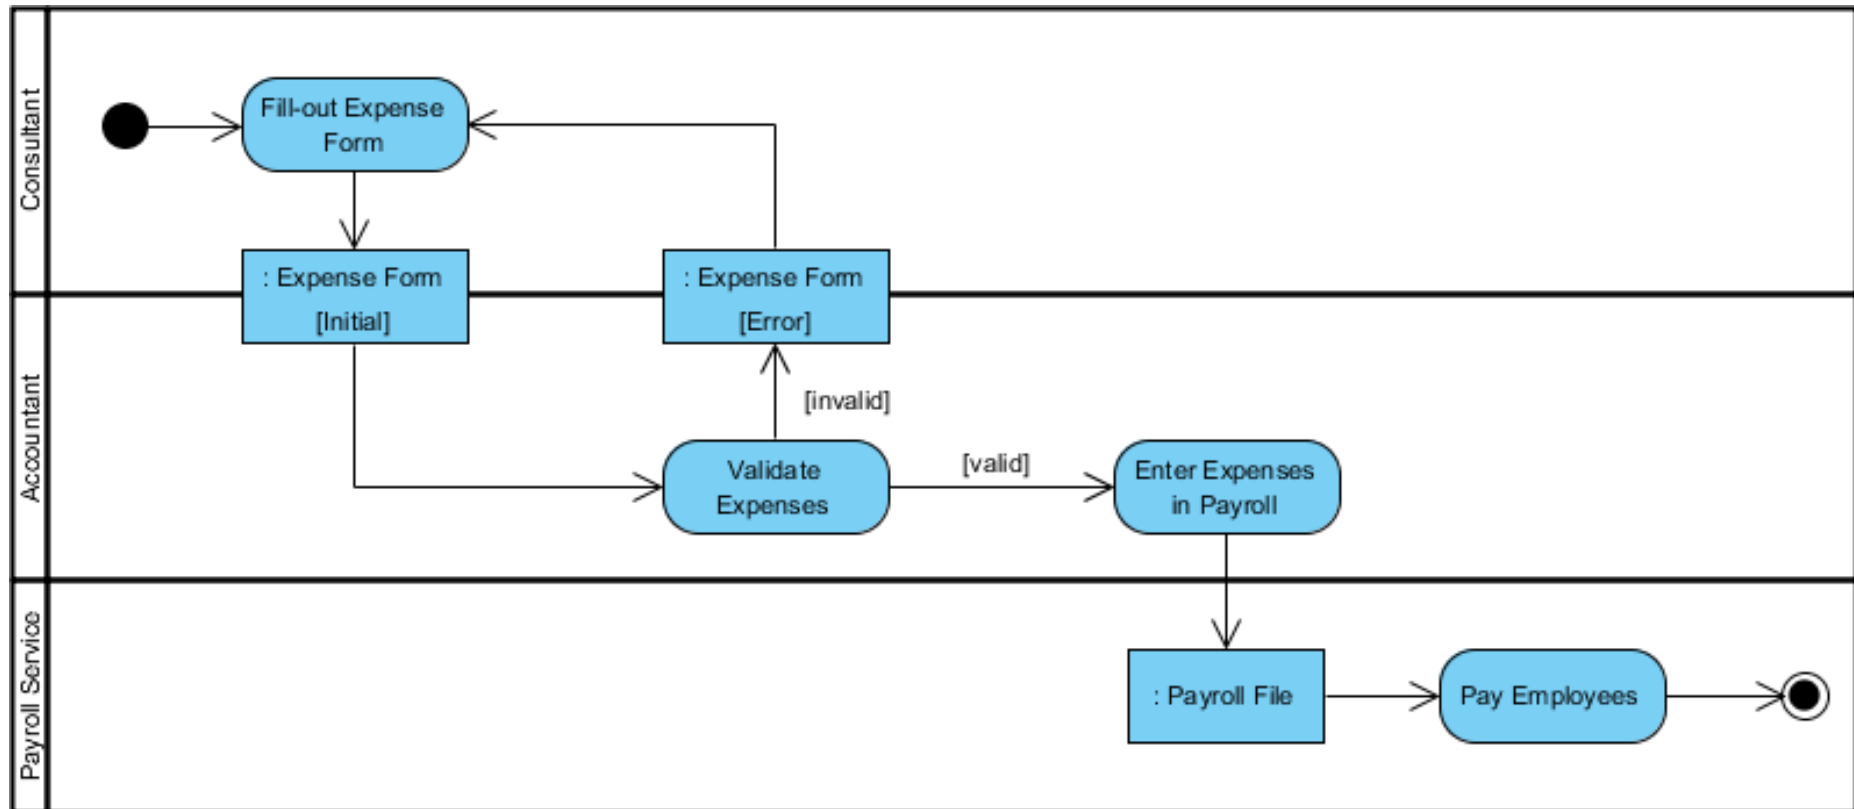 Consultant
Fill-out Expense
Form
: Expense Form
[Initial]
: Expense Form
[Error]
Accountant
[invalid]
Validate
Expenses
[valid]
Enter Expenses
in Payroll
Payroll Service
: Payroll File
Pay Employees